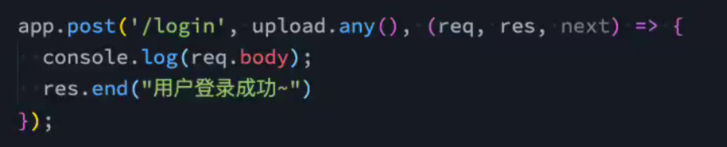 app.post('/login', upload.any(), (req, res, next) => {
  console.log(req.body);
  res.end("用户登录成功~")
});